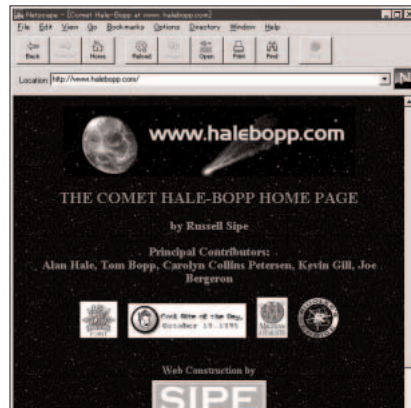 Netscape - [Comet Hale-Bopp at www.halebopp.com]
File Edit View Go Bookmarks Options Directory Window Help
Back Home Reload Open Print Find
Location: http://www.halebopp.com/
www.halebopp.com
THE COMET HALE-BOPP HOME PAGE
by Russell Sipe
Principal Contributors:
Alan Hale, Tom Bopp, Carolyn Collins Petersen, Kevin Gill, Joe
Bergeron
POINT
Cool Site of the Day,
October 19, 1995
Web Construction by
SIPE